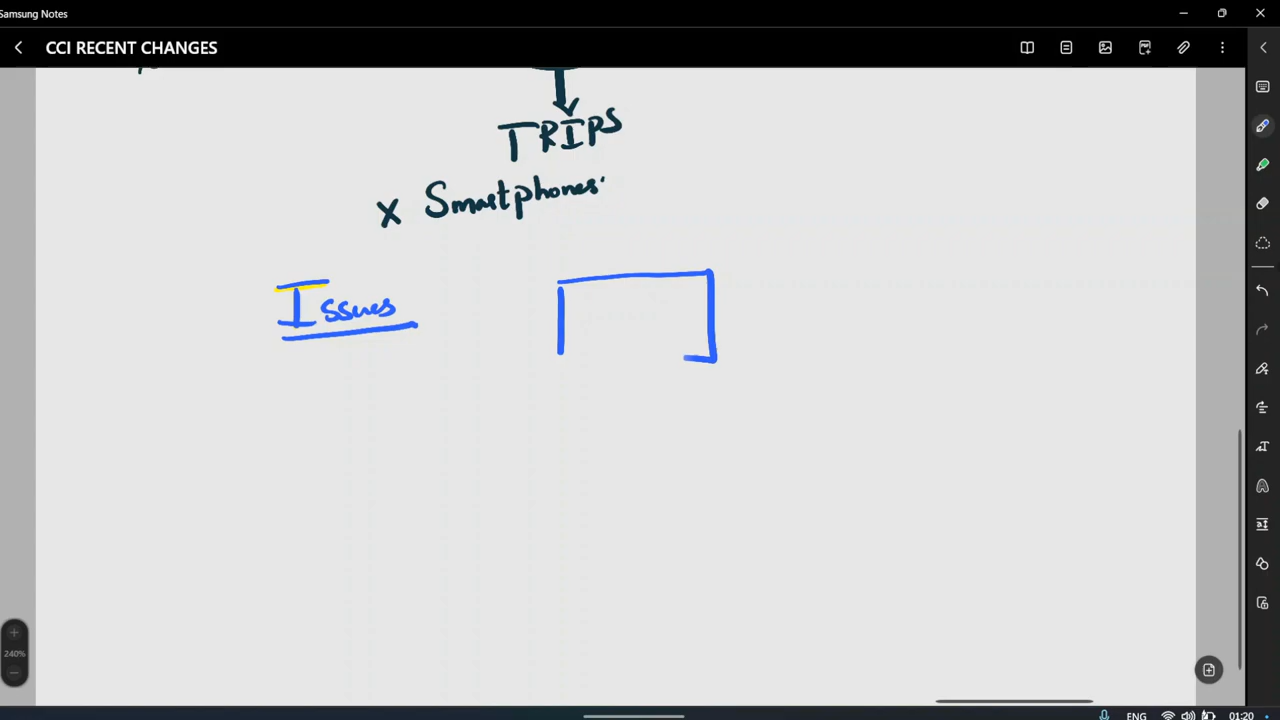 Samsung Notes
CCI RECENT CHANGES
TRIPS
x Smartphones
Issues
240%
ENG 01:20